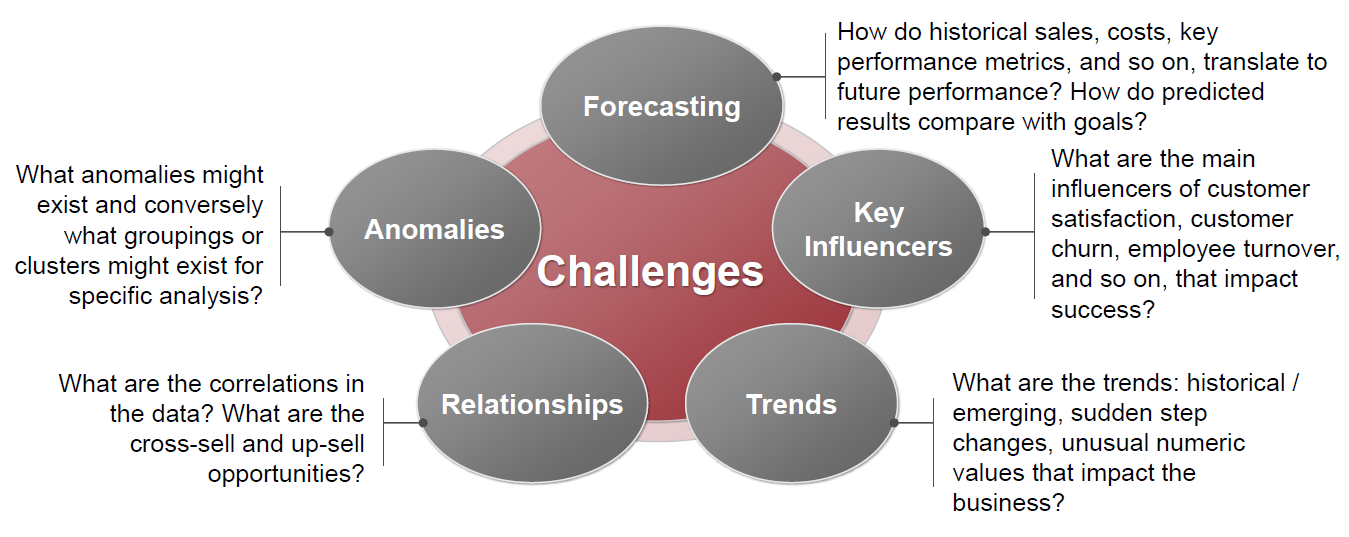 Forecasting
How do historical sales, costs, key
performance metrics, and so on, translate to
future performance? How do predicted
results compare with goals?
Key
Influencers
What are the main
influencers of customer
satisfaction, customer
churn, employee turnover,
and so on, that impact
success?
Anomalies
What anomalies might
exist and conversely
what groupings or
clusters might exist for
specific analysis?
Challenges
Relationships
What are the correlations in
the data? What are the
cross-sell and up-sell
opportunities?
Trends
What are the trends: historical /
emerging, sudden step
changes, unusual numeric
values that impact the
business?